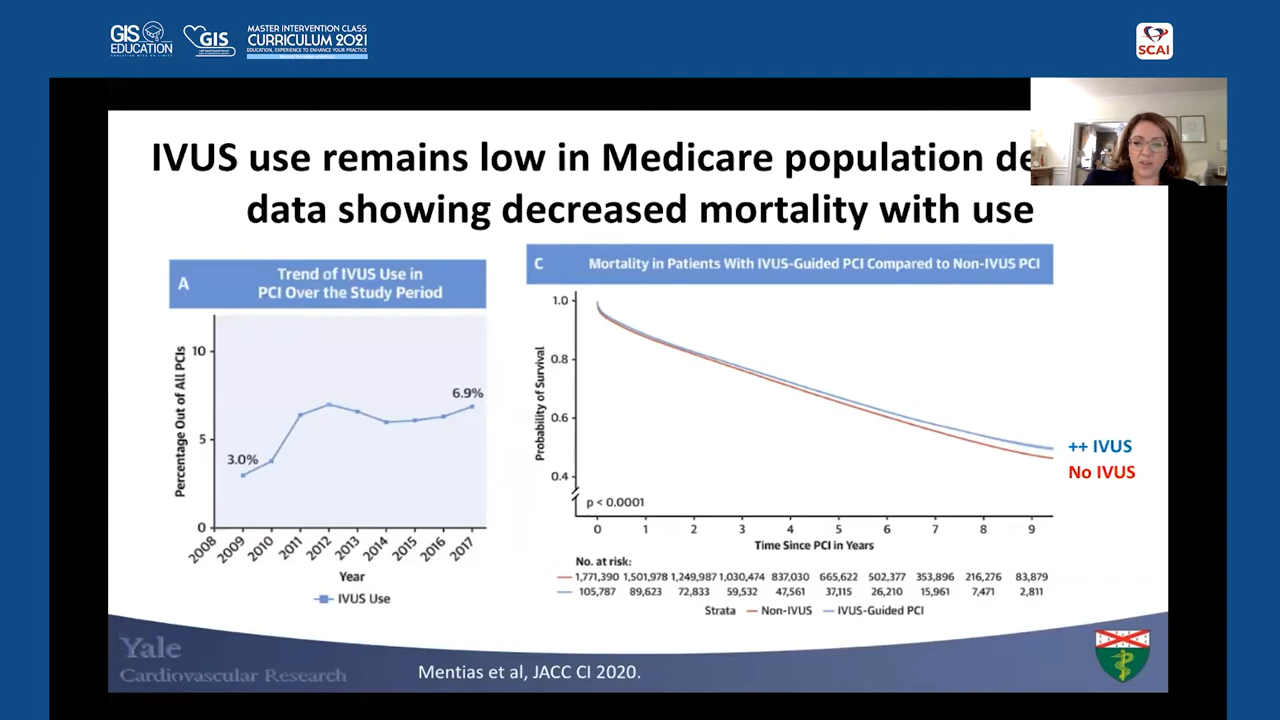 GIS
EDUCATION
GIS
MASTER INTERVENTION CLASS
CURRICULUM 2021
EDUCATION, EXPERIENCE TO ENHANCE YOUR PRACTICE
SCAI
IVUS use remains low in Medicare population
data showing decreased mortality with use
A
Trend of IVUS Use in
PCI Over the Study Period
Percentage Out of All PCIs
10
5
0
3.0%
6.9%
2008 2009 2010 2011 2012 2013 2014 2015 2016 2017
Year
IVUS Use
C Mortality in Patients With IVUS-Guided PCI Compared to Non-IVUS PCI
Probability of Survival
1.0
0.8
0.6
0.4
p < 0.0001
0 1 2 3 4 5 6 7 8 9
Time Since PCI in Years
++ IVUS
No IVUS
No. at risk:
1,771,390 1,501,978 1,249,987 1,030,474 837,030 665,622 502,377 353,896 216,276 83,879
105,787 89,623 72,833 59,532 47,561 37,115 26,210 15,961 7,471 2,811
Strata Non-IVUS IVUS-Guided PCI
Yale
Cardiovascular Research
Mentias et al, JACC CI 2020.